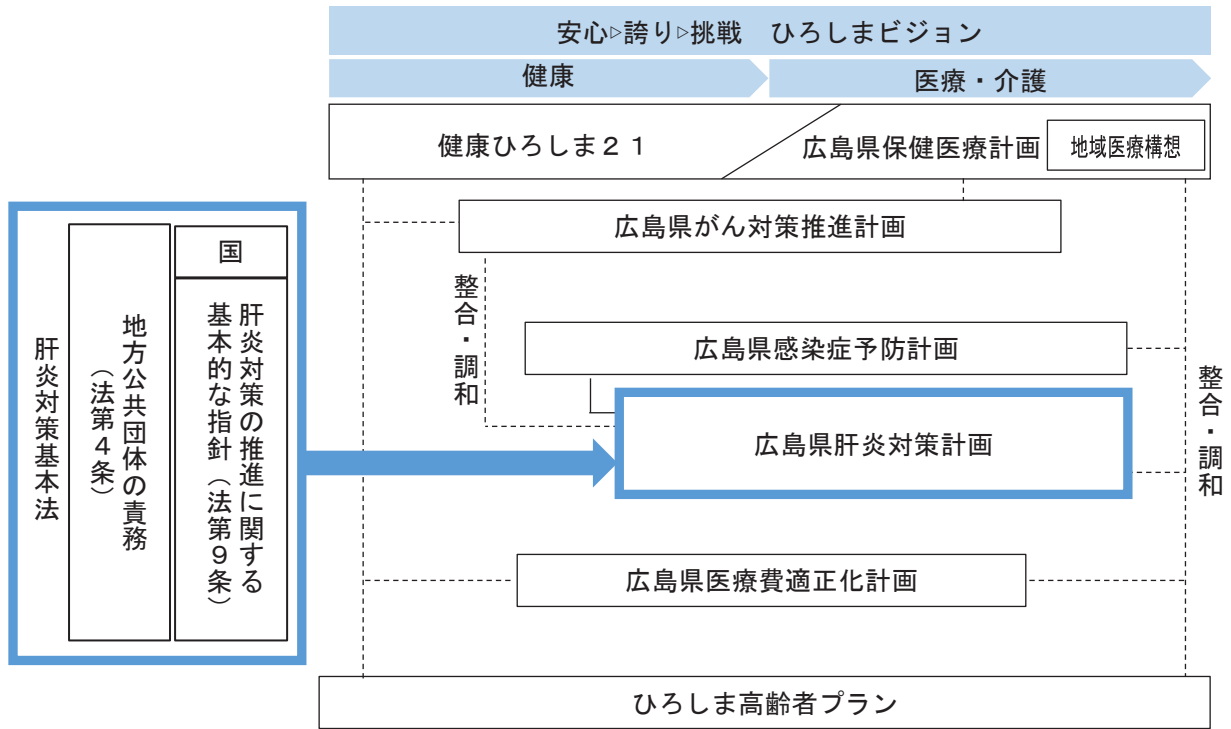 安心▷誇り▷挑戦　ひろしまビジョン
健康
医療・介護
健康ひろしま２１
広島県保健医療計画
地域医療構想
広島県がん対策推進計画
整合・調和
広島県感染症予防計画
広島県肝炎対策計画
整合・調和
広島県医療費適正化計画
ひろしま高齢者プラン
国
肝炎対策の推進に関する
基本的な指針（法第９条）
地方公共団体の責務
（法第４条）
肝炎対策基本法